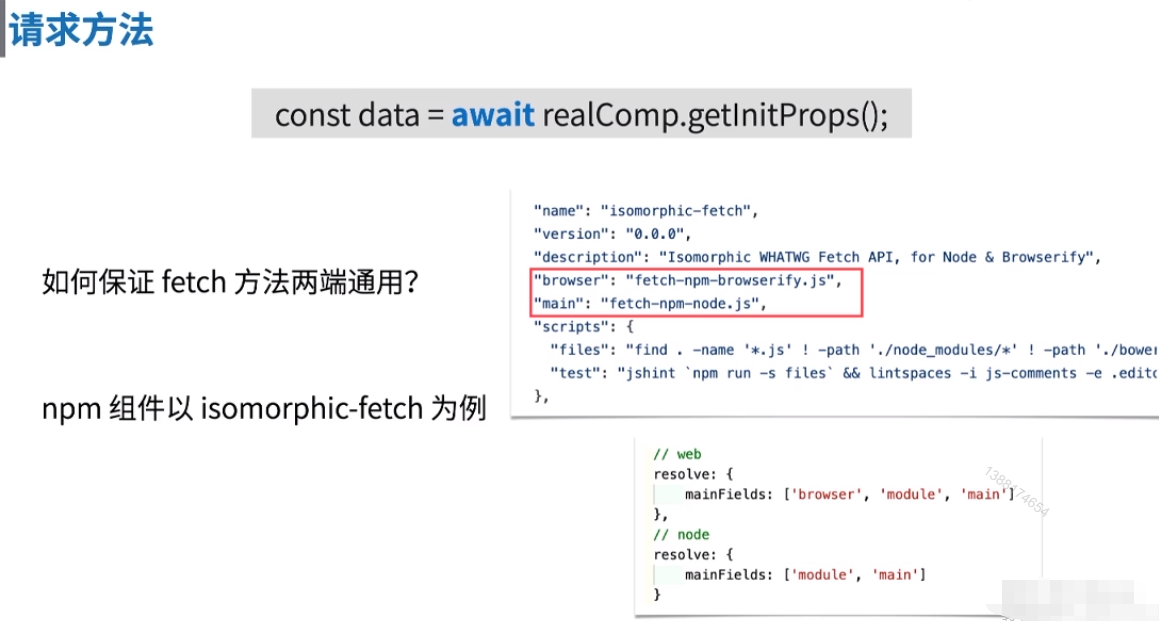 请求方法
const data = await realComp.getInitProps();
如何保证 fetch 方法两端通用？
npm 组件以 isomorphic-fetch 为例
"name": "isomorphic-fetch",
"version": "0.0.0",
"description": "Isomorphic WHATWG Fetch API, for Node & Browserify",
"browser": "fetch-npm-browserify.js",
"main": "fetch-npm-node.js",
"scripts": {
"files": "find . -name '*.js' ! -path './node_modules/*' ! -path './bower
"test": "jshint `npm run -s files` && lintspaces -i js-comments -e .edito
},
// web
resolve: {
mainFields: ['browser', 'module', 'main']
},
// node
resolve: {
mainFields: ['module', 'main']
}
1388474654